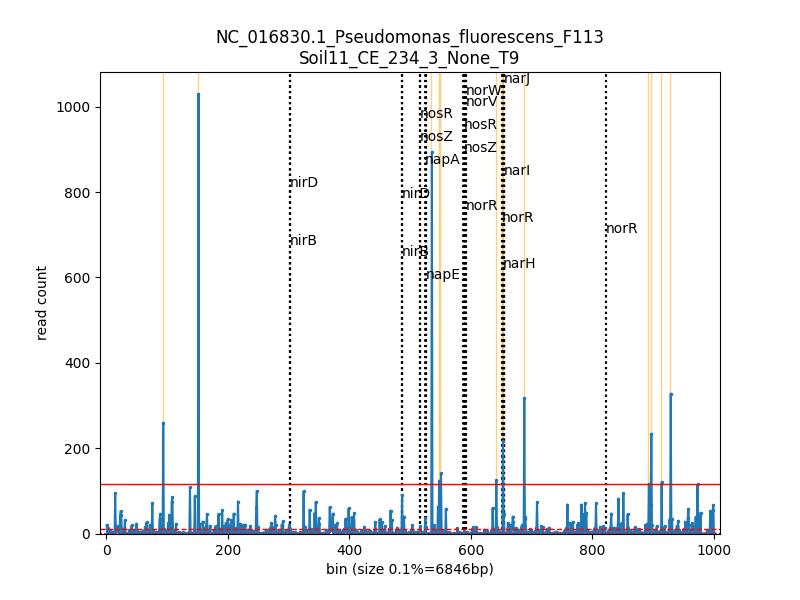 NC_016830.1_Pseudomonas_fluorescens_F113
Soil11_CE_234_3_None_T9
narJ
norW
norV
nosR
nosR
nosZ
nosZ
napA
narI
nirD
nirD
norR
norR
norR
nirB
nirB
narH
napE
1000
800
600
400
200
0
read count
0 200 400 600 800 1000
bin (size 0.1%=6846bp)